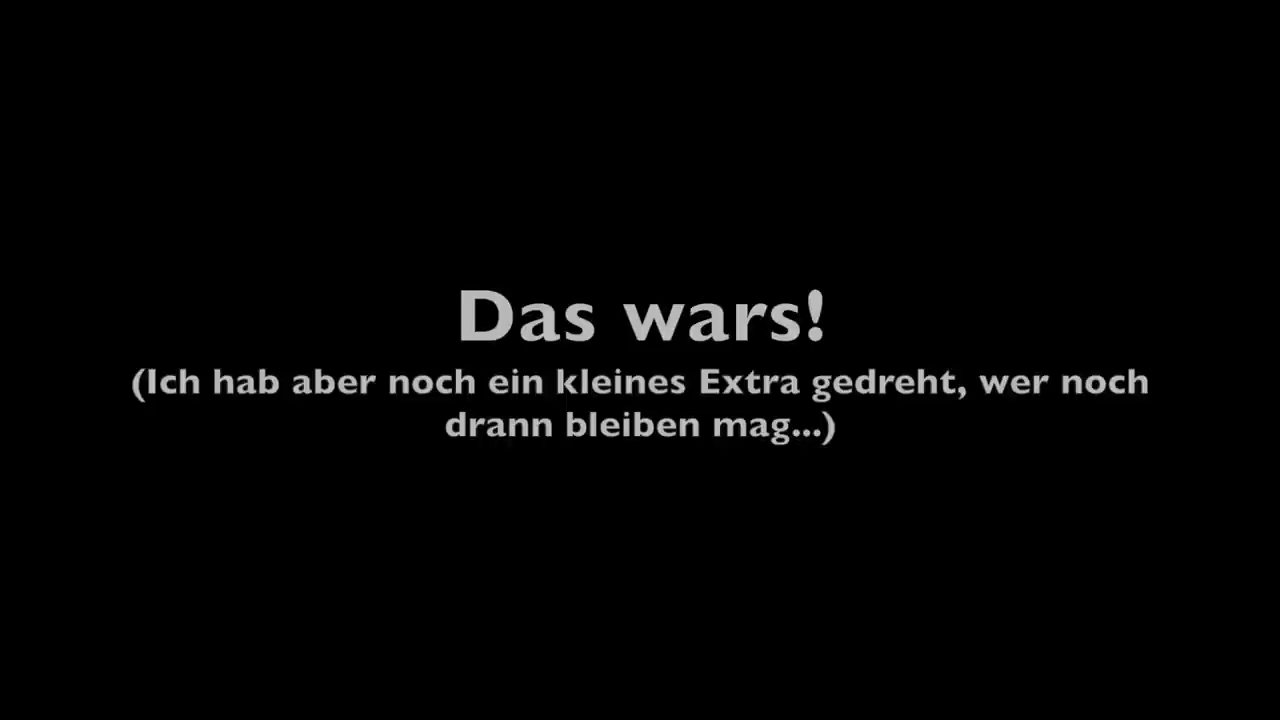 Das wars!
(Ich hab aber noch ein kleines Extra gedreht, wer noch
drann bleiben mag...)